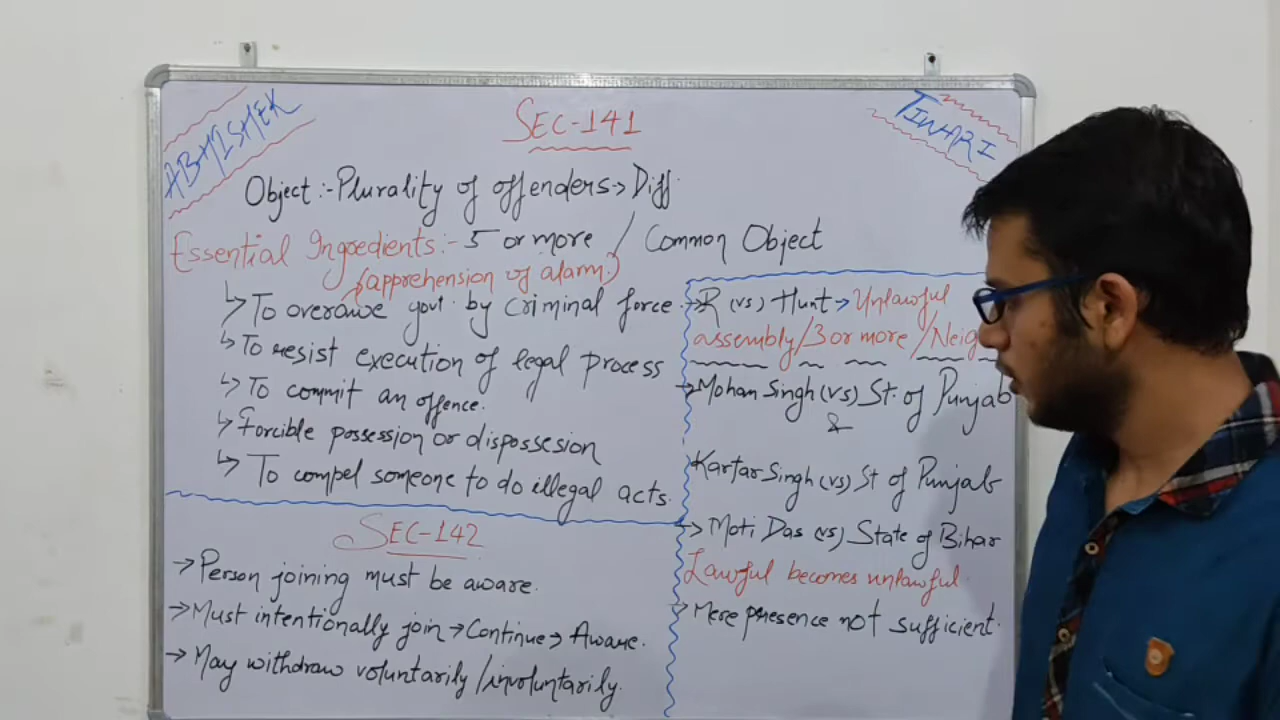 ABHISHEK
TIWARI
SEC-141
Object:- Plurality of offenders→Diff.
Essential Ingredients:- 5 or more / Common Object
(apprehension of alarm.)
↳ To overawe govt. by criminal force.
↳ To resist execution of legal process
↳ To commit an offence.
↳ Forcible possession or dispossesion
↳ To compel someone to do illegal acts.
SEC-142
→ Person joining must be aware.
→ Must intentionally join → Continue → Aware.
→ May withdraw voluntarily/involuntarily.
→ R (vs) Hunt → Unlawful
assembly/3 or more/Neig
→ Mohan Singh (vs) St. of Punjab
&
Kartar Singh (vs) St of Punjab
→ Moti Das (vs) State of Bihar
Lawful becomes unlawful.
→ Mere presence not sufficient.